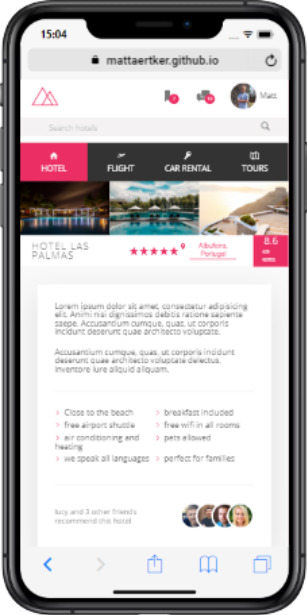 15:04
mattaertker.github.io
Matt
Search hotels
HOTEL FLIGHT CAR RENTAL TOURS
HOTEL LAS
PALMAS
Albufeira,
Portugal
8.6
votes
Lorem ipsum dolor sit amet, consectetur adipisicing
elit. Animi nisi dignissimos debitis ratione sapiente
saepe. Accusantium cumque, quas, ut corporis
incidunt deserunt quae architecto voluptate.
Accusantium cumque, quas, ut corporis incidunt
deserunt quae architecto voluptate delectus.
Inventore iure aliquid aliquam.
> Close to the beach > breakfast included
> free airport shuttle > free wifi in all rooms
> air conditioning and > pets allowed
heating
> we speak all languages > perfect for families
lucy and 3 other friends
recommend this hotel